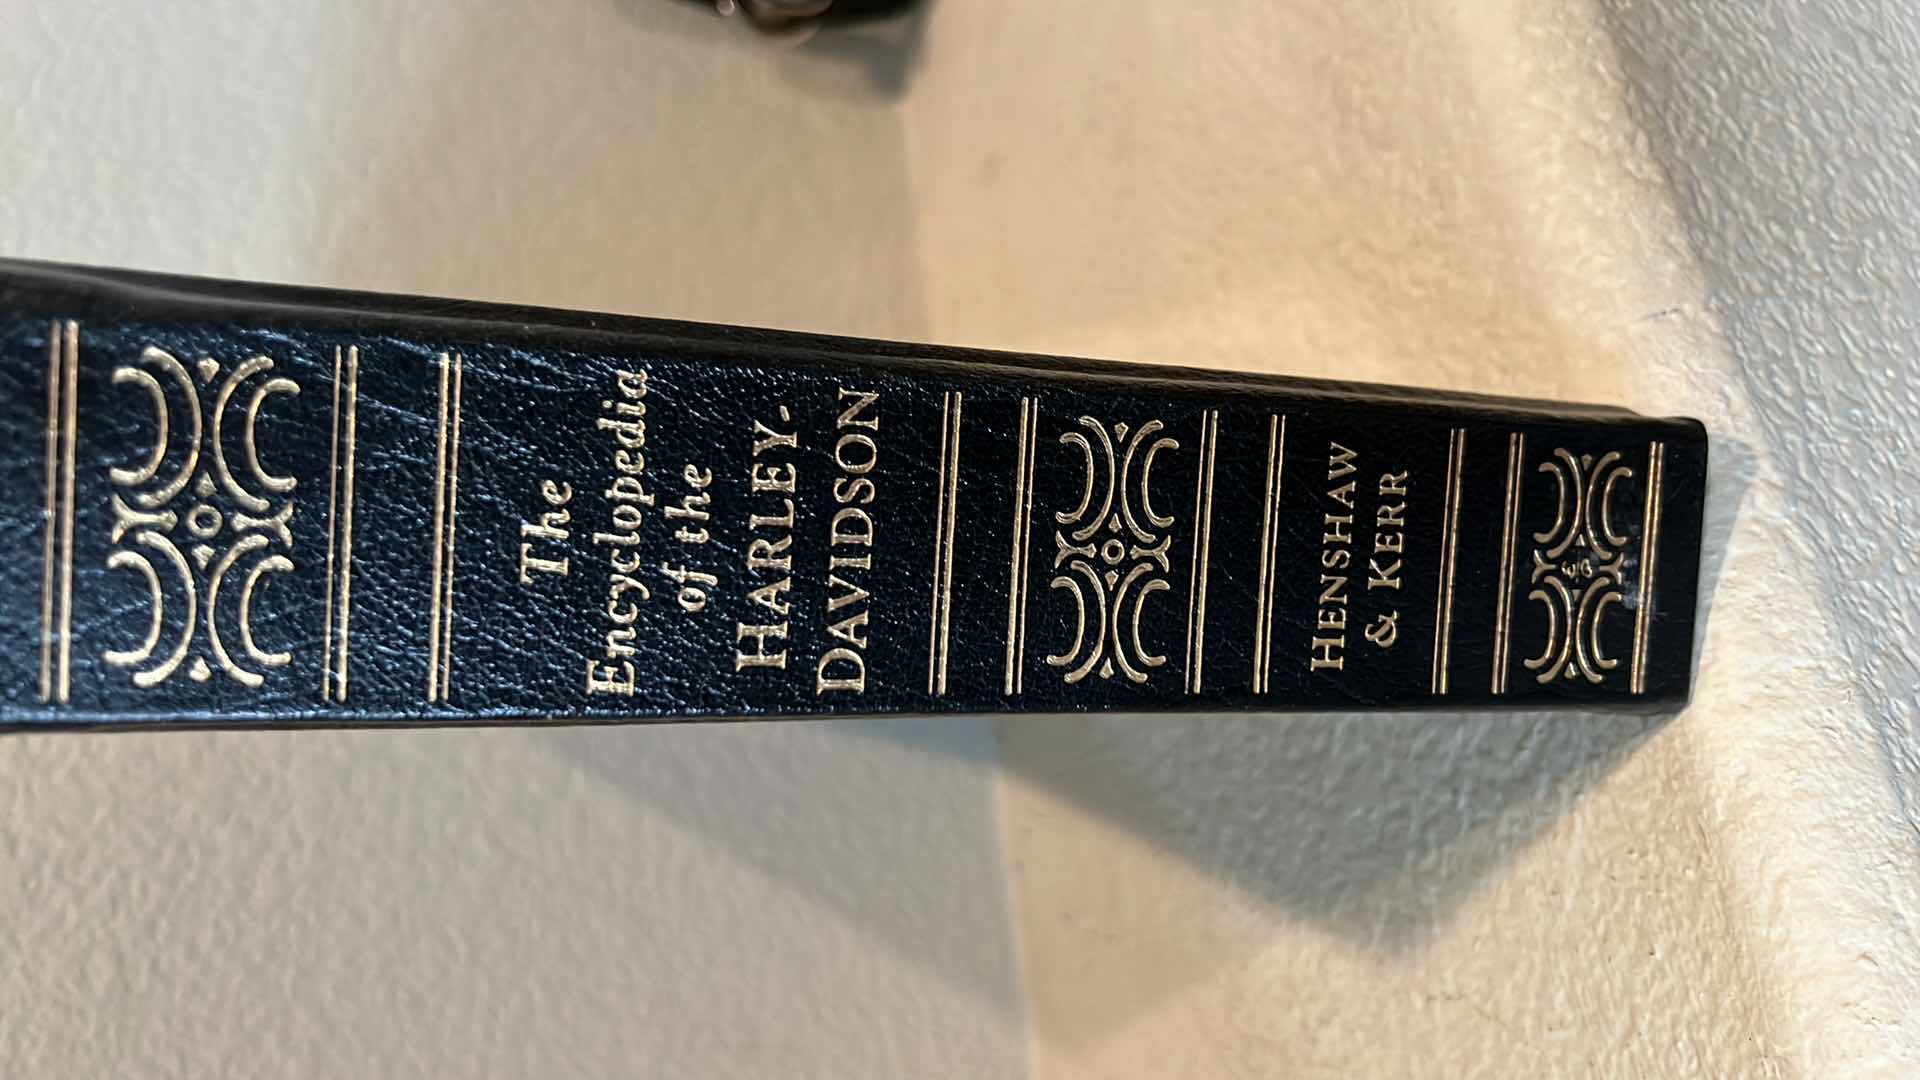 The
Encyclopedia
of the
HARLEY-
DAVIDSON
HENSHAW
& KERR